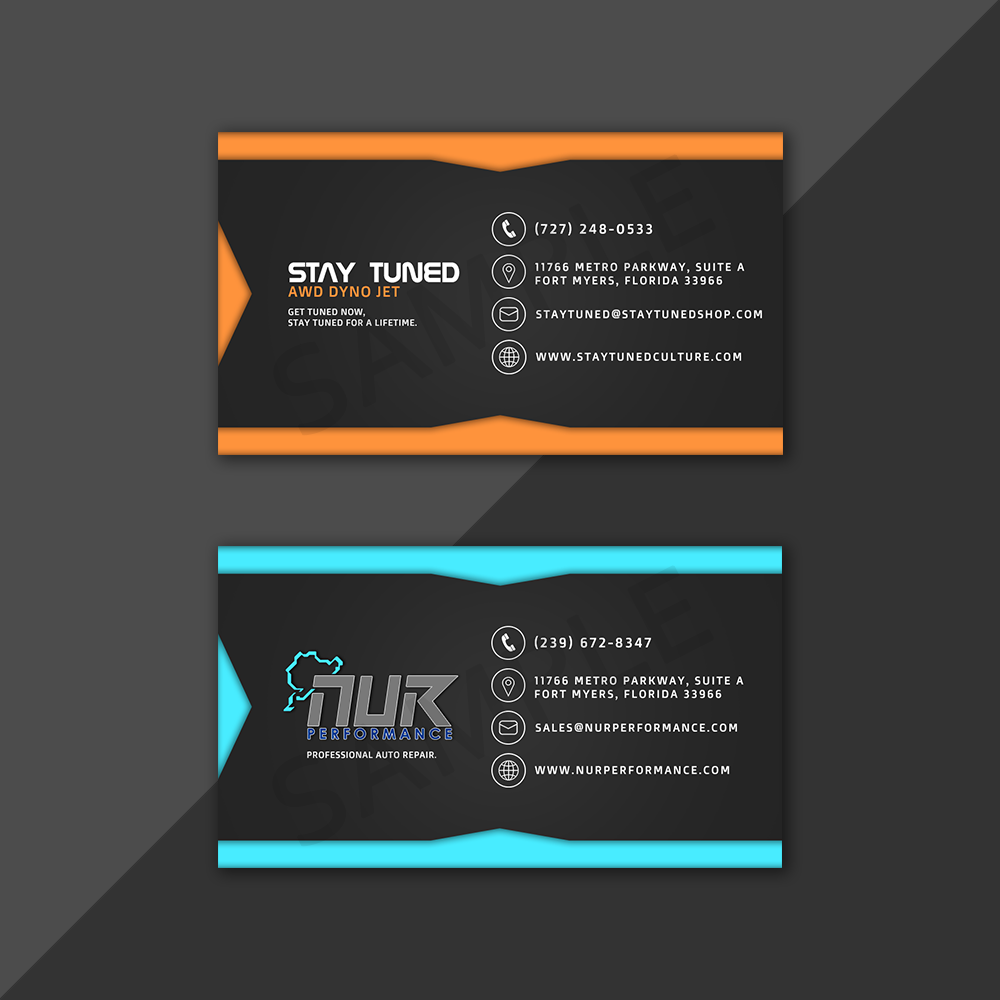 STAY TUNED
AWD DYNO JET
GET TUNED NOW,
STAY TUNED FOR A LIFETIME.
(727) 248-0533
11766 METRO PARKWAY, SUITE A
FORT MYERS, FLORIDA 33966
STAYTUNED@STAYTUNEDSHOP.COM
WWW.STAYTUNEDCULTURE.COM
SAMPLE
NUR
PERFORMANCE
PROFESSIONAL AUTO REPAIR.
(239) 672-8347
11766 METRO PARKWAY, SUITE A
FORT MYERS, FLORIDA 33966
SALES@NURPERFORMANCE.COM
WWW.NURPERFORMANCE.COM
SAMPLE